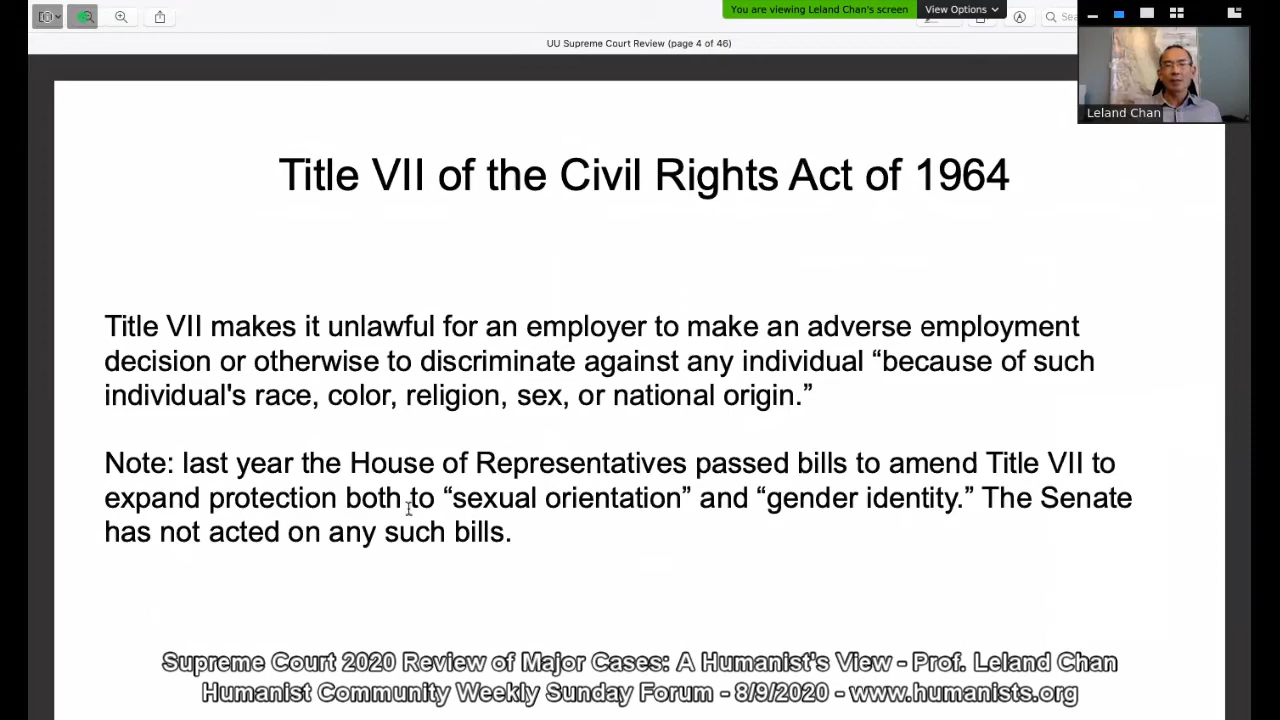 You are viewing Leland Chan's screen
View Options
UU Supreme Court Review (page 4 of 46)
Leland Chan
Title VII of the Civil Rights Act of 1964
Title VII makes it unlawful for an employer to make an adverse employment
decision or otherwise to discriminate against any individual “because of such
individual's race, color, religion, sex, or national origin.”
Note: last year the House of Representatives passed bills to amend Title VII to
expand protection both to “sexual orientation” and “gender identity.” The Senate
has not acted on any such bills.
Supreme Court 2020 Review of Major Cases: A Humanist's View - Prof. Leland Chan
Humanist Community Weekly Sunday Forum - 8/9/2020 - www.humanists.org